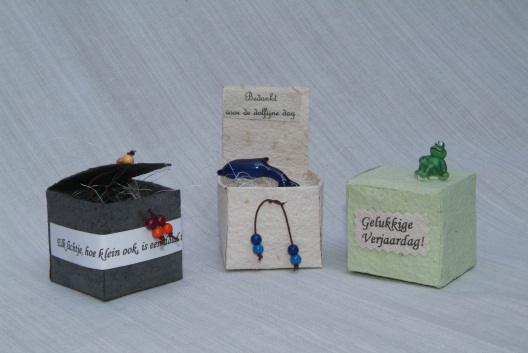 Elk lichtje, hoe klein ook, is een
Bedankt
voor de dolfijne dag
Gelukkige
Verjaardag!